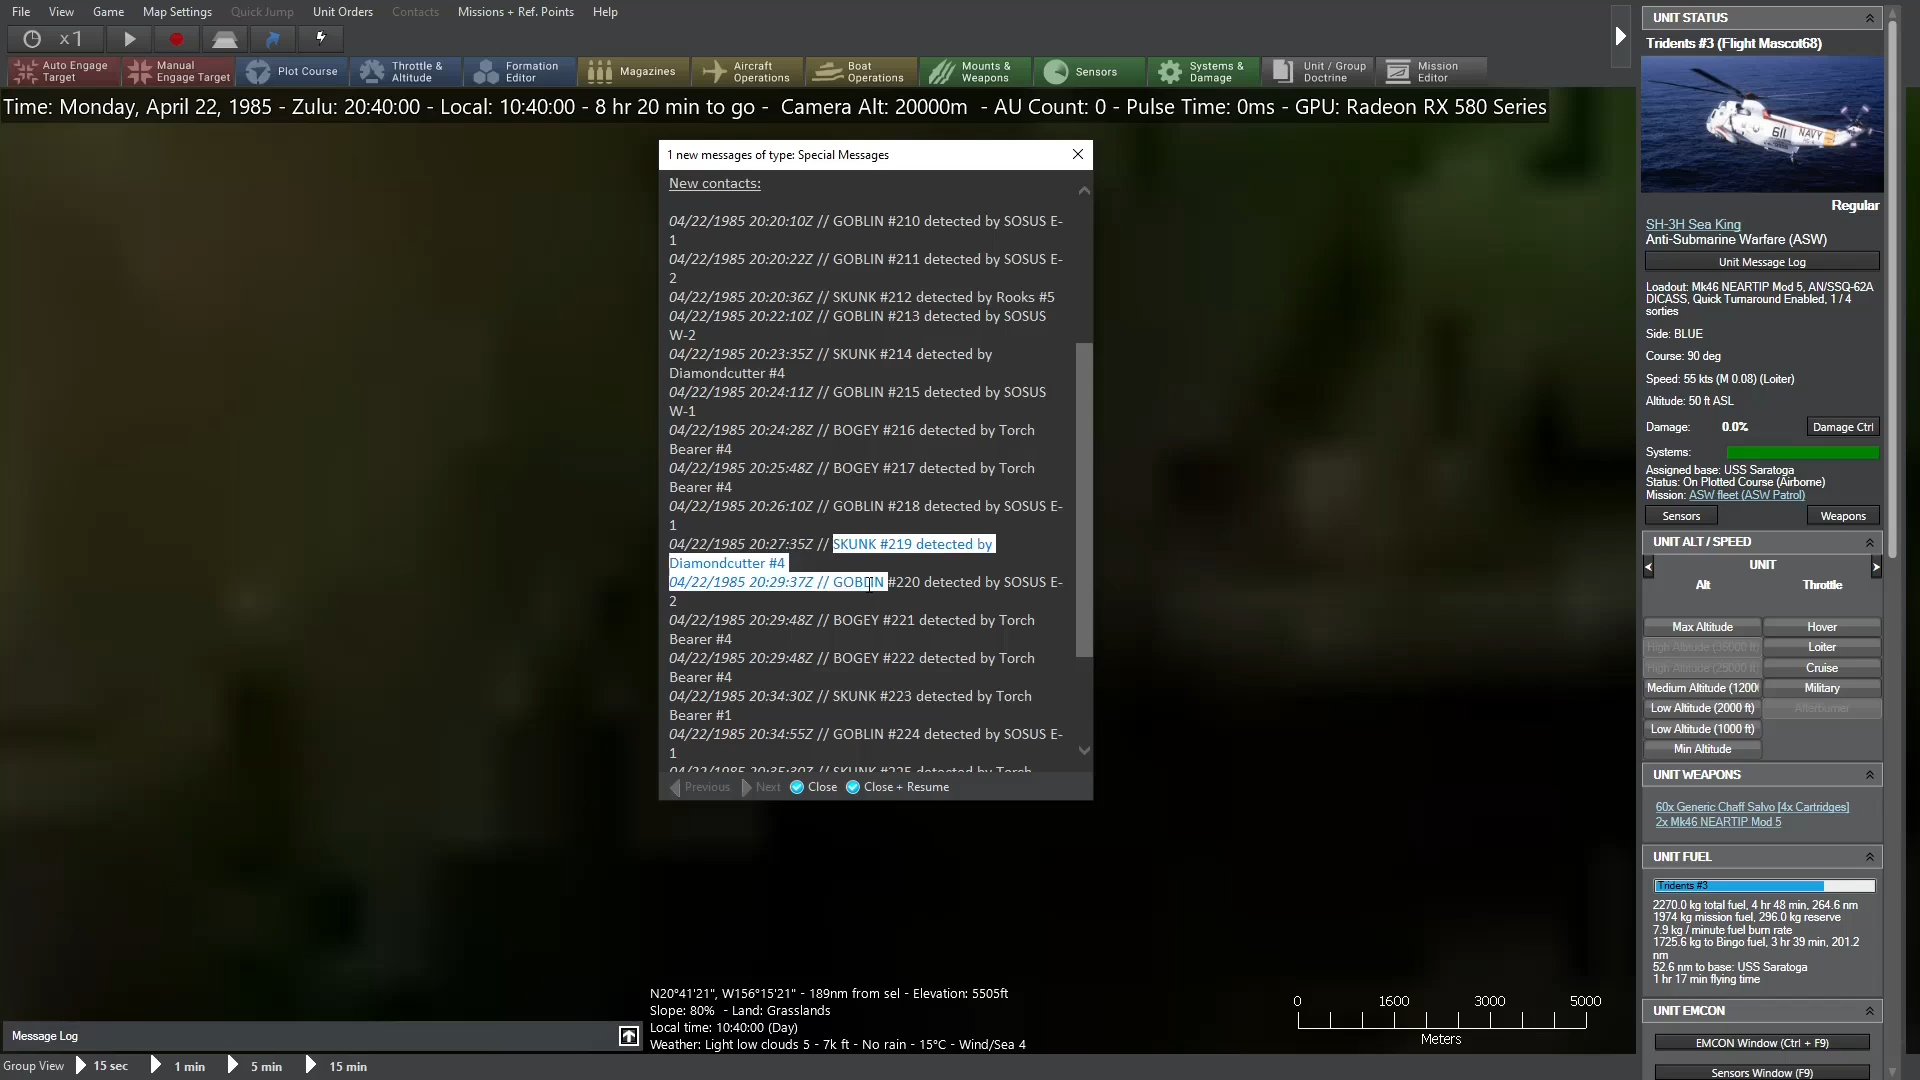 File View Game Map Settings Quick Jump Unit Orders Contacts Missions + Ref. Points Help
x1
Auto Engage Target Manual Engage Target Plot Course Throttle & Altitude Formation Editor Magazines Aircraft Operations Boat Operations Mounts & Weapons Sensors Systems & Damage Unit / Group Doctrine Mission Editor
Time: Monday, April 22, 1985 - Zulu: 20:40:00 - Local: 10:40:00 - 8 hr 20 min to go - Camera Alt: 20000m - AU Count: 0 - Pulse Time: 0ms - GPU: Radeon RX 580 Series
1 new messages of type: Special Messages
New contacts:
04/22/1985 20:20:10Z // GOBLIN #210 detected by SOSUS E-
1
04/22/1985 20:20:22Z // GOBLIN #211 detected by SOSUS E-
2
04/22/1985 20:20:36Z // SKUNK #212 detected by Rooks #5
04/22/1985 20:22:10Z // GOBLIN #213 detected by SOSUS
W-2
04/22/1985 20:23:35Z // SKUNK #214 detected by
Diamondcutter #4
04/22/1985 20:24:11Z // GOBLIN #215 detected by SOSUS
W-1
04/22/1985 20:24:28Z // BOGEY #216 detected by Torch
Bearer #4
04/22/1985 20:25:48Z // BOGEY #217 detected by Torch
Bearer #4
04/22/1985 20:26:10Z // GOBLIN #218 detected by SOSUS E-
1
04/22/1985 20:27:35Z // SKUNK #219 detected by
Diamondcutter #4
04/22/1985 20:29:37Z // GOBLIN #220 detected by SOSUS E-
2
04/22/1985 20:29:48Z // BOGEY #221 detected by Torch
Bearer #4
04/22/1985 20:29:48Z // BOGEY #222 detected by Torch
Bearer #4
04/22/1985 20:34:30Z // SKUNK #223 detected by Torch
Bearer #1
04/22/1985 20:34:55Z // GOBLIN #224 detected by SOSUS E-
1
04/22/1985 20:35:30Z // SKUNK #225 detected by Torch
Previous Next Close Close + Resume
N20°41'21", W156°15'21" - 189nm from sel - Elevation: 5505ft
Slope: 80% - Land: Grasslands
Local time: 10:40:00 (Day)
Weather: Light low clouds 5 - 7k ft - No rain - 15°C - Wind/Sea 4
0 1600 3000 5000
Meters
Message Log
Group View 15 sec 1 min 5 min 15 min
UNIT STATUS
Tridents #3 (Flight Mascot68)
611 NAVY
Regular
SH-3H Sea King
Anti-Submarine Warfare (ASW)
Unit Message Log
Loadout: Mk46 NEARTIP Mod 5, AN/SSQ-62A
DICASS, Quick Turnaround Enabled, 1 / 4
sorties
Side: BLUE
Course: 90 deg
Speed: 55 kts (M 0.08) (Loiter)
Altitude: 50 ft ASL
Damage: 0.0% Damage Ctrl
Systems:
Assigned base: USS Saratoga
Status: On Plotted Course (Airborne)
Mission: ASW fleet (ASW Patrol)
Sensors Weapons
UNIT ALT / SPEED
UNIT
Alt Throttle
Max Altitude Hover
High Altitude (36000 ft) Loiter
High Altitude (25000 ft) Cruise
Medium Altitude (1200 Military
Low Altitude (2000 ft) Afterburner
Low Altitude (1000 ft)
Min Altitude
UNIT WEAPONS
60x Generic Chaff Salvo [4x Cartridges]
2x Mk46 NEARTIP Mod 5
UNIT FUEL
Tridents #3
2270.0 kg total fuel, 4 hr 48 min, 264.6 nm
1974 kg mission fuel, 296.0 kg reserve
7.9 kg / minute fuel burn rate
1725.6 kg to Bingo fuel, 3 hr 39 min, 201.2
nm
52.6 nm to base: USS Saratoga
1 hr 17 min flying time
UNIT EMCON
EMCON Window (Ctrl + F9)
Sensors Window (F9)